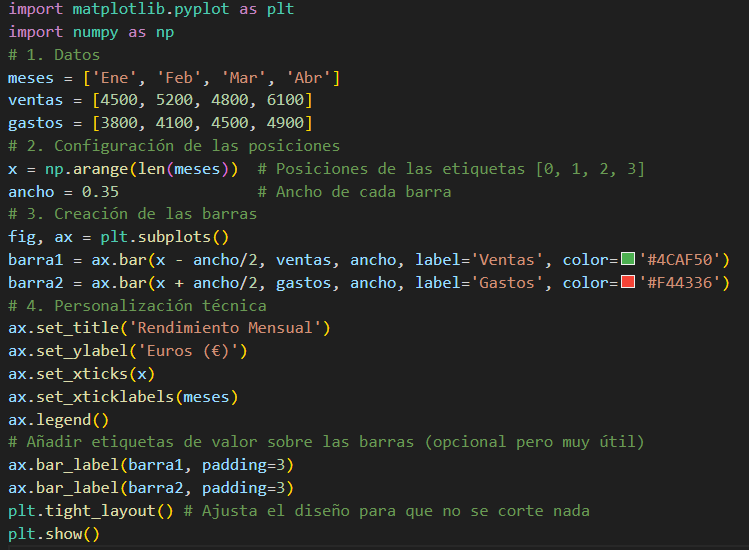 import matplotlib.pyplot as plt
import numpy as np
# 1. Datos
meses = ['Ene', 'Feb', 'Mar', 'Abr']
ventas = [4500, 5200, 4800, 6100]
gastos = [3800, 4100, 4500, 4900]
# 2. Configuración de las posiciones
x = np.arange(len(meses))  # Posiciones de las etiquetas [0, 1, 2, 3]
ancho = 0.35               # Ancho de cada barra
# 3. Creación de las barras
fig, ax = plt.subplots()
barra1 = ax.bar(x - ancho/2, ventas, ancho, label='Ventas', color='#4CAF50')
barra2 = ax.bar(x + ancho/2, gastos, ancho, label='Gastos', color='#F44336')
# 4. Personalización técnica
ax.set_title('Rendimiento Mensual')
ax.set_ylabel('Euros (€)')
ax.set_xticks(x)
ax.set_xticklabels(meses)
ax.legend()
# Añadir etiquetas de valor sobre las barras (opcional pero muy útil)
ax.bar_label(barra1, padding=3)
ax.bar_label(barra2, padding=3)
plt.tight_layout() # Ajusta el diseño para que no se corte nada
plt.show()